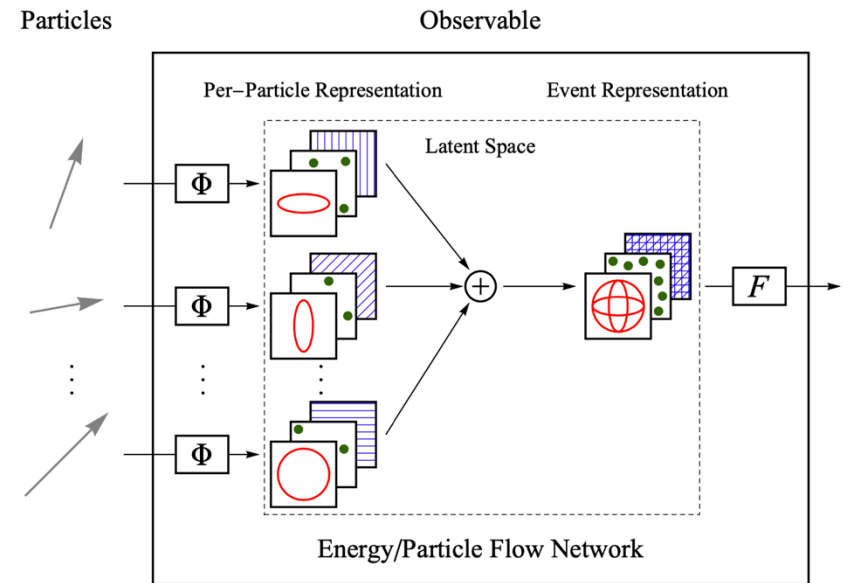 Particles
Observable
Per–Particle Representation
Event Representation
Latent Space
Φ
Φ
+
F
Φ
Energy/Particle Flow Network